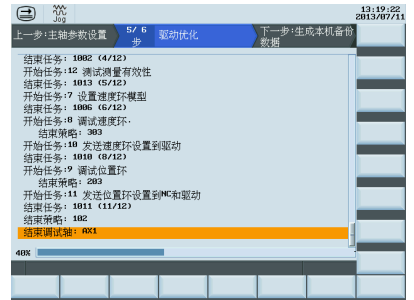 Jog
13:19:22
2013/07/11
上一步:主轴参数设置
5/ 6
步
驱动优化
下一步:生成本机备份
数据
结束任务: 1002 (4/12)
开始任务:12 测试测量有效性
结束任务: 1013 (5/12)
开始任务:7 设置速度环模型
结束任务: 1006 (6/12)
开始任务:8 调试速度环.
结束策略: 303
开始任务:10 发送速度环设置到驱动
结束任务: 1010 (8/12)
开始任务:9 调试位置环
结束策略: 203
开始任务:11 发送位置环设置到NC和驱动
结束任务: 1011 (11/12)
结束策略: 102
结束调试轴: AX1
40%